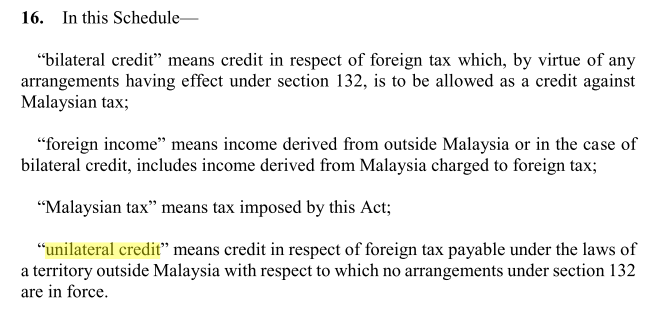 16. In this Schedule—
“bilateral credit” means credit in respect of foreign tax which, by virtue of any
arrangements having effect under section 132, is to be allowed as a credit against
Malaysian tax;
“foreign income” means income derived from outside Malaysia or in the case of
bilateral credit, includes income derived from Malaysia charged to foreign tax;
“Malaysian tax” means tax imposed by this Act;
“unilateral credit” means credit in respect of foreign tax payable under the laws of
a territory outside Malaysia with respect to which no arrangements under section 132
are in force.